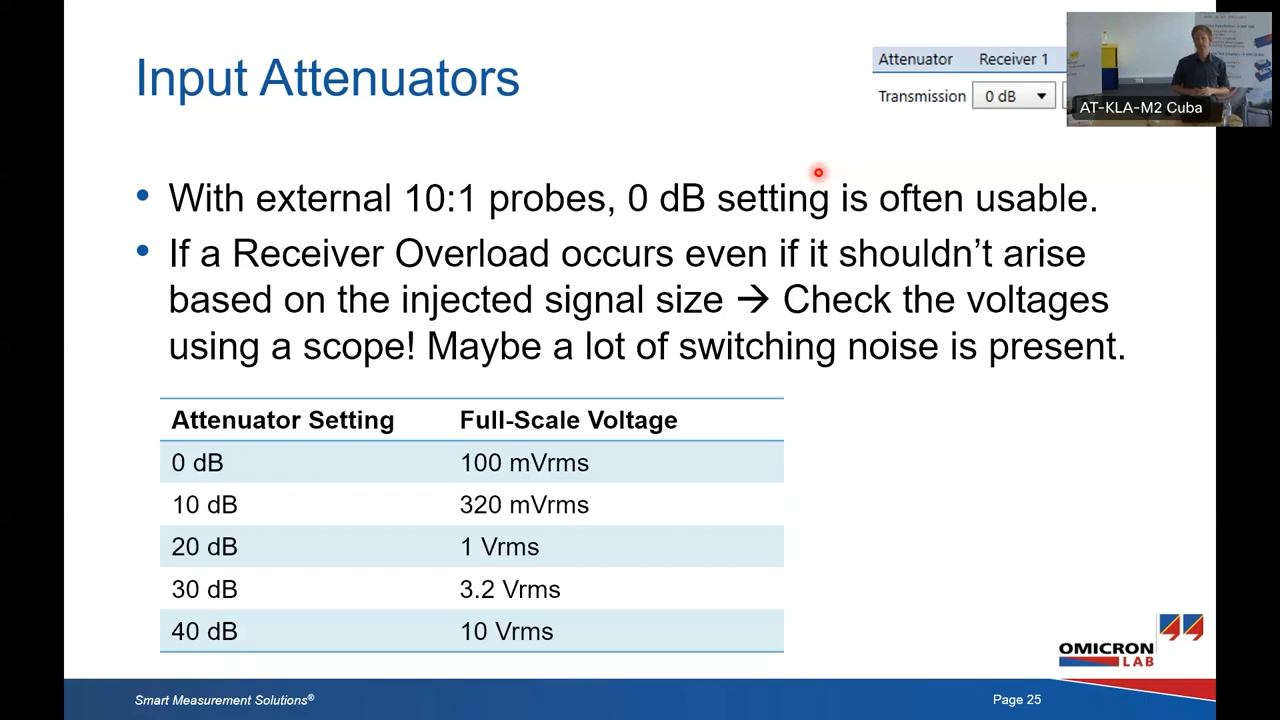 Input Attenuators
Attenuator Receiver 1
Transmission 0 dB
AT-KLA-M2 Cuba
• With external 10:1 probes, 0 dB setting is often usable.
• If a Receiver Overload occurs even if it shouldn’t arise
based on the injected signal size → Check the voltages
using a scope! Maybe a lot of switching noise is present.
Attenuator Setting Full-Scale Voltage
0 dB 100 mVrms
10 dB 320 mVrms
20 dB 1 Vrms
30 dB 3.2 Vrms
40 dB 10 Vrms
OMICRON
LAB
Smart Measurement Solutions® Page 25